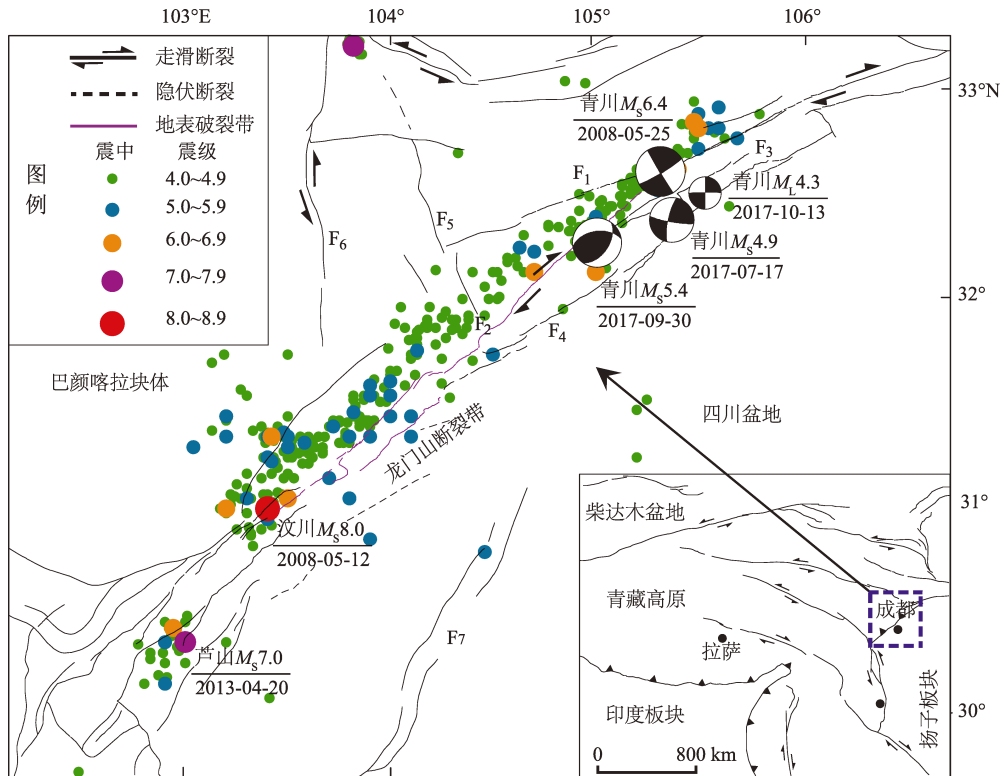 103°E
104°
105°
106°
33°N
32°
31°
30°
走滑断裂
隐伏断裂
地表破裂带
图例
震中 震级
4.0~4.9
5.0~5.9
6.0~6.9
7.0~7.9
8.0~8.9
青川MS6.4
2008-05-25
F1
F3
青川ML4.3
2017-10-13
F5
F6
青川MS4.9
2017-07-17
青川MS5.4
2017-09-30
F2
F4
巴颜喀拉块体
四川盆地
龙门山断裂带
汶川MS8.0
2008-05-12
F7
芦山MS7.0
2013-04-20
柴达木盆地
青藏高原
成都
拉萨
印度板块
扬子板块
0 800 km